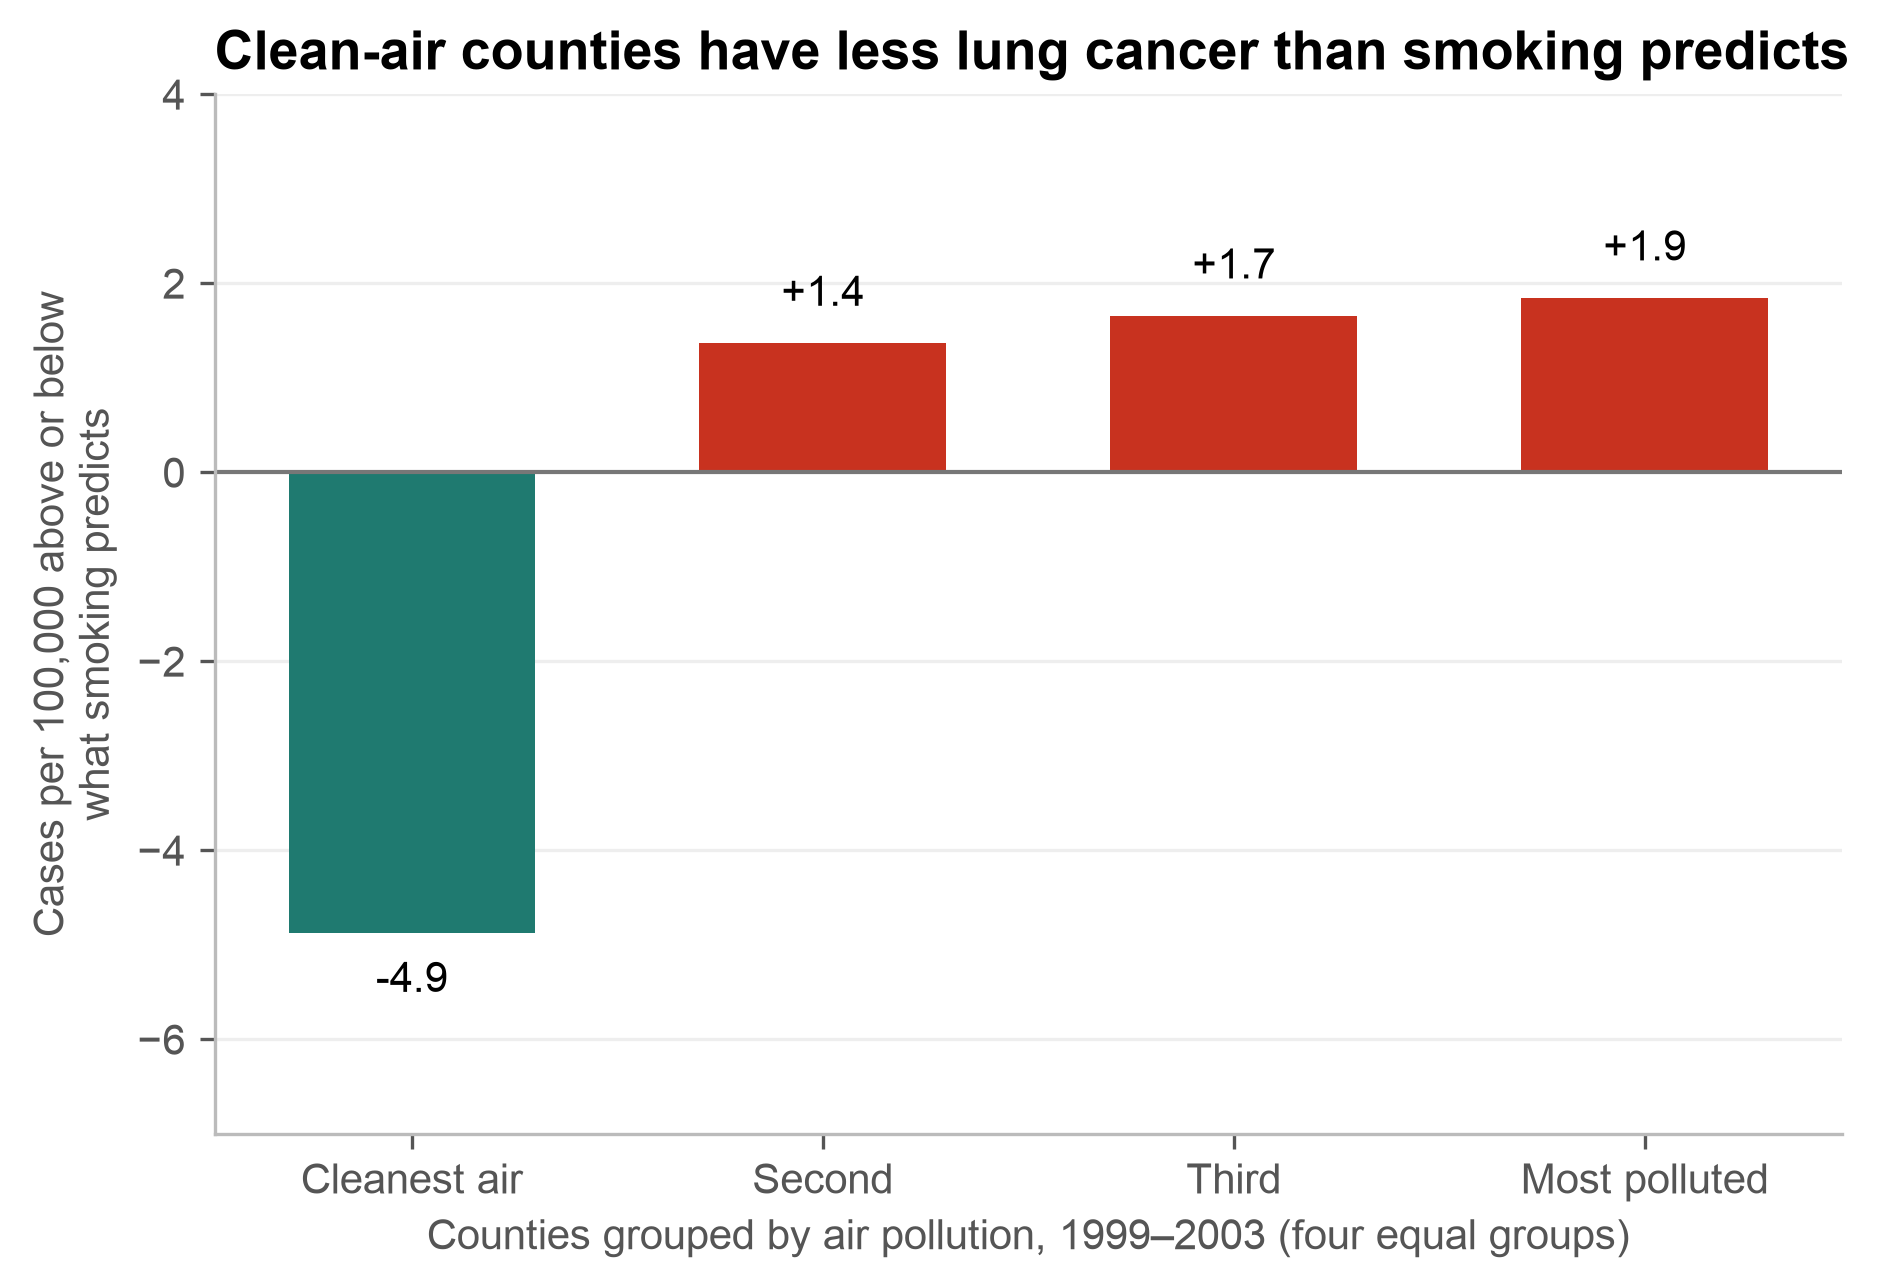 Clean-air counties have less lung cancer than smoking predicts
Cases per 100,000 above or below
what smoking predicts
4
2
0
−2
−4
−6
-4.9
+1.4
+1.7
+1.9
Cleanest air
Second
Third
Most polluted
Counties grouped by air pollution, 1999–2003 (four equal groups)